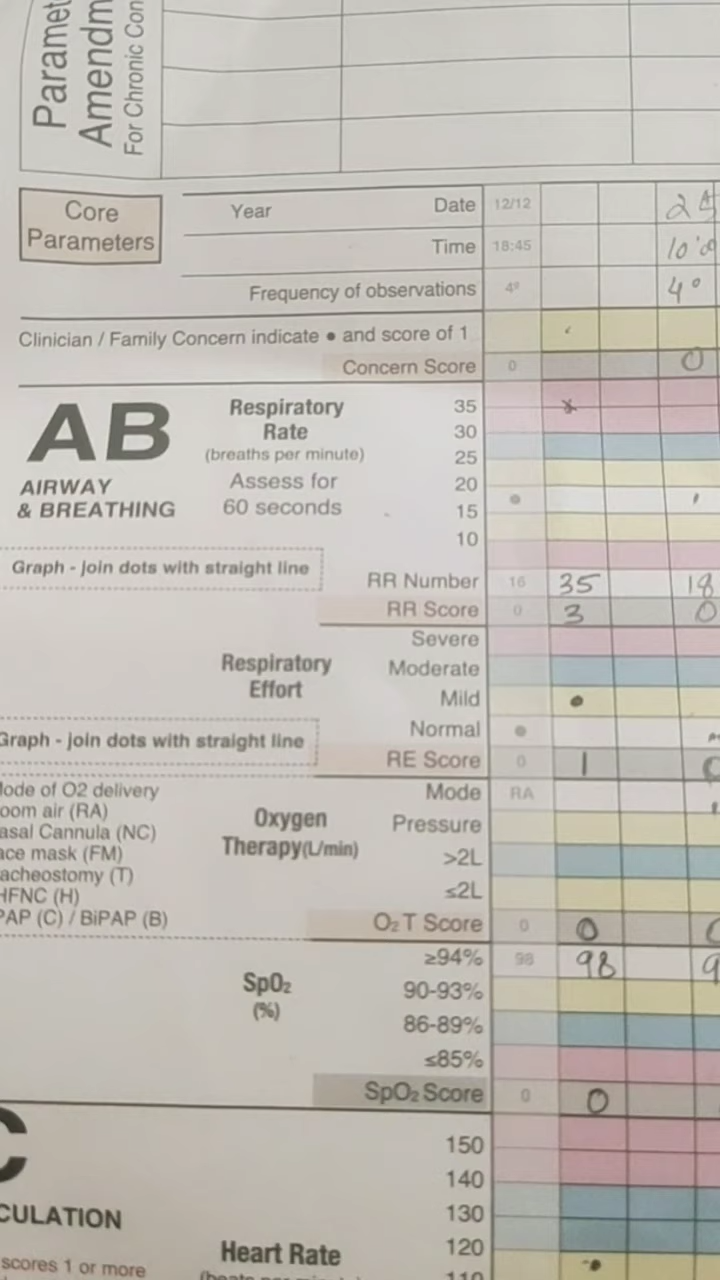 Paramet
Amendm
For Chronic Con
Core
Parameters
Year
Date 12/12
Time 18:45
Frequency of observations 4º 4º
Clinician / Family Concern indicate • and score of 1
Concern Score 0 0
AB
AIRWAY
& BREATHING
Respiratory
Rate
(breaths per minute)
Assess for
60 seconds
35
30
25
20
15
10
Graph - join dots with straight line
RR Number 16 35 18
RR Score 0 3 0
Respiratory
Effort
Severe
Moderate
Mild
Normal
Graph - join dots with straight line
RE Score 0 1
ode of O2 delivery
oom air (RA)
asal Cannula (NC)
ace mask (FM)
acheostomy (T)
HFNC (H)
PAP (C) / BiPAP (B)
Oxygen
Therapy(L/min)
Mode RA
Pressure
>2L
≤2L
O2 T Score 0 0
SpO2
(%)
≥94% 98 98 9
90-93%
86-89%
≤85%
SpO2 Score 0 0
C
CULATION
scores 1 or more
Heart Rate
150
140
130
120
110